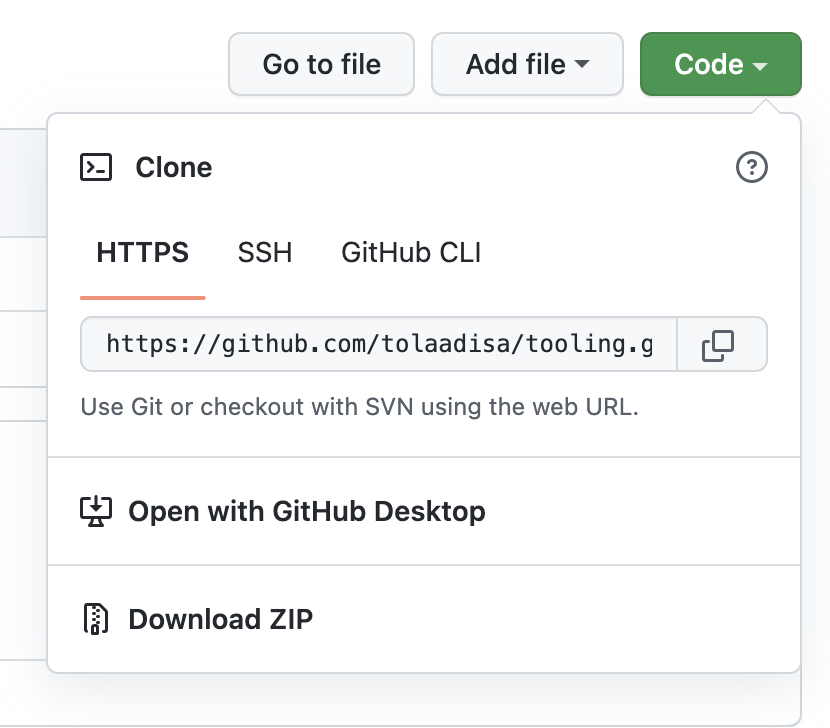 Go to file Add file Code
Clone
HTTPS SSH GitHub CLI
https://github.com/tolaadisa/tooling.g
Use Git or checkout with SVN using the web URL.
Open with GitHub Desktop
Download ZIP